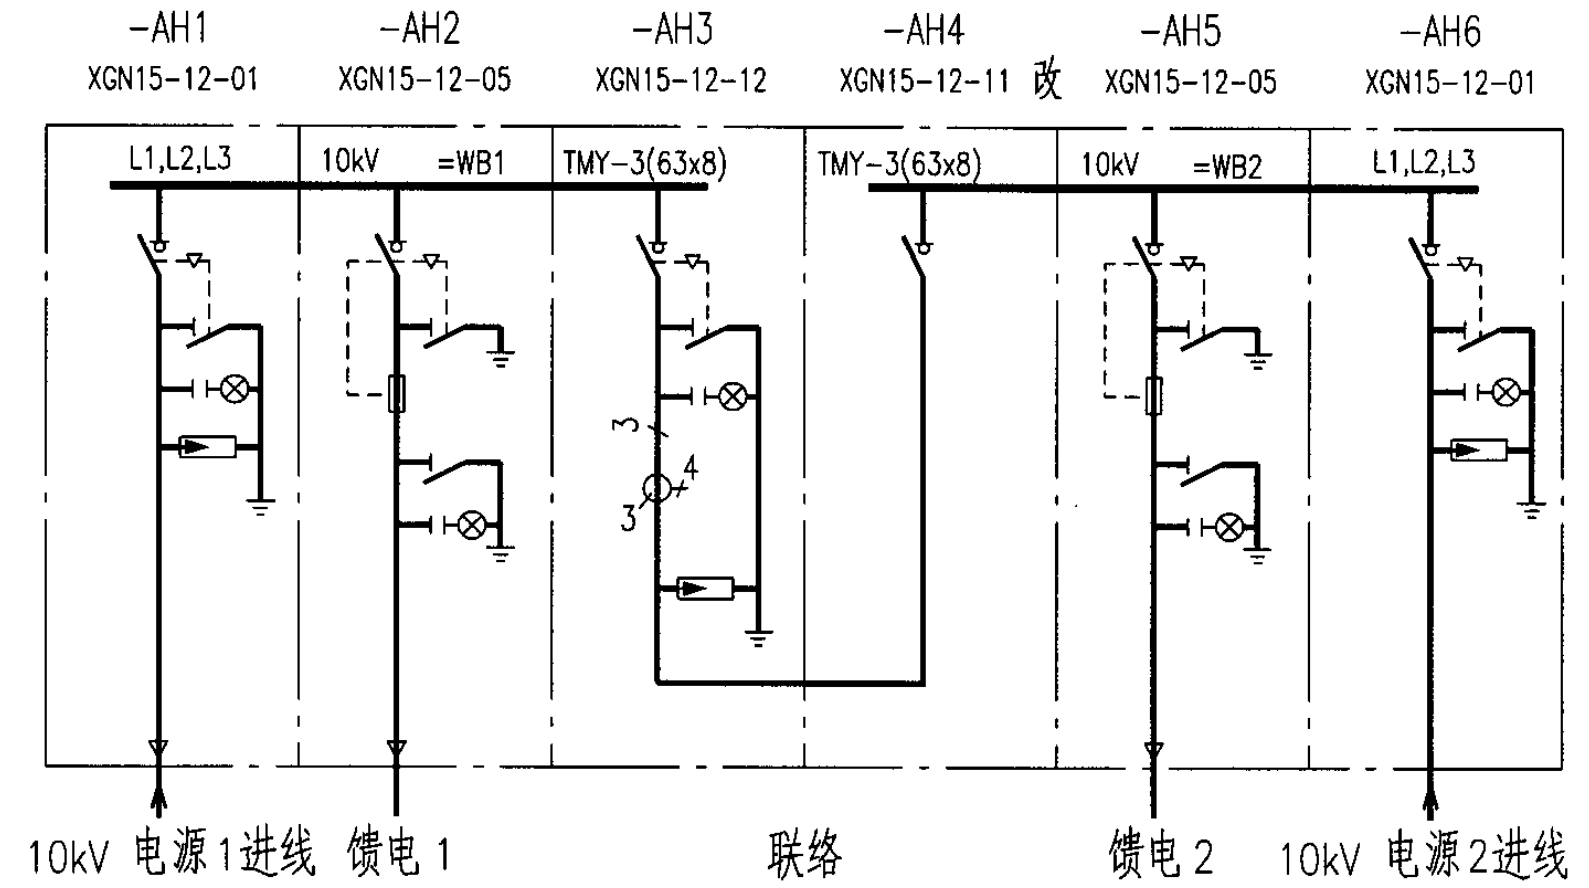 -AH1 -AH2 -AH3 -AH4 -AH5 -AH6
XGN15-12-01 XGN15-12-05 XGN15-12-12 XGN15-12-11 改 XGN15-12-05 XGN15-12-01
L1,L2,L3 10kV =WB1 TMY-3(63x8) TMY-3(63x8) 10kV =WB2 L1,L2,L3
3
4
3
10kV 电源1进线 馈电1 联络 馈电2 10kV 电源2进线